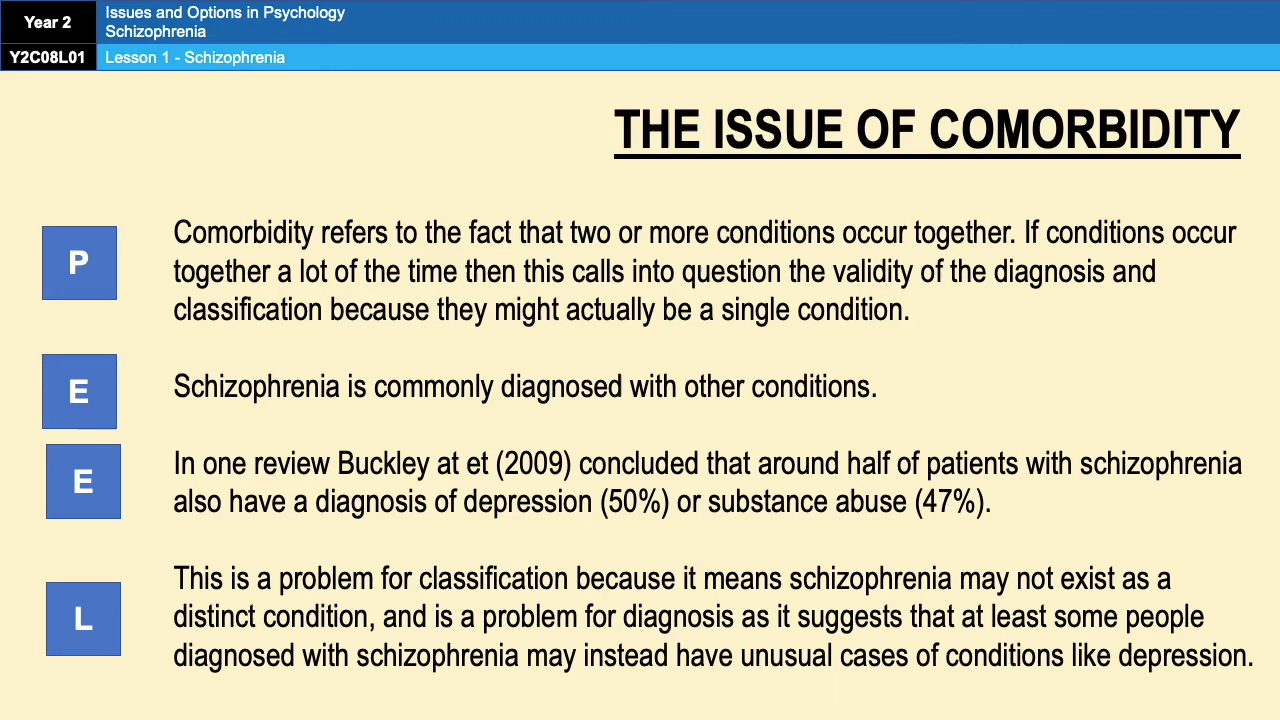 Year 2
Issues and Options in Psychology
Schizophrenia
Y2C08L01
Lesson 1 - Schizophrenia
THE ISSUE OF COMORBIDITY
P
Comorbidity refers to the fact that two or more conditions occur together. If conditions occur
together a lot of the time then this calls into question the validity of the diagnosis and
classification because they might actually be a single condition.
E
Schizophrenia is commonly diagnosed with other conditions.
E
In one review Buckley at et (2009) concluded that around half of patients with schizophrenia
also have a diagnosis of depression (50%) or substance abuse (47%).
L
This is a problem for classification because it means schizophrenia may not exist as a
distinct condition, and is a problem for diagnosis as it suggests that at least some people
diagnosed with schizophrenia may instead have unusual cases of conditions like depression.